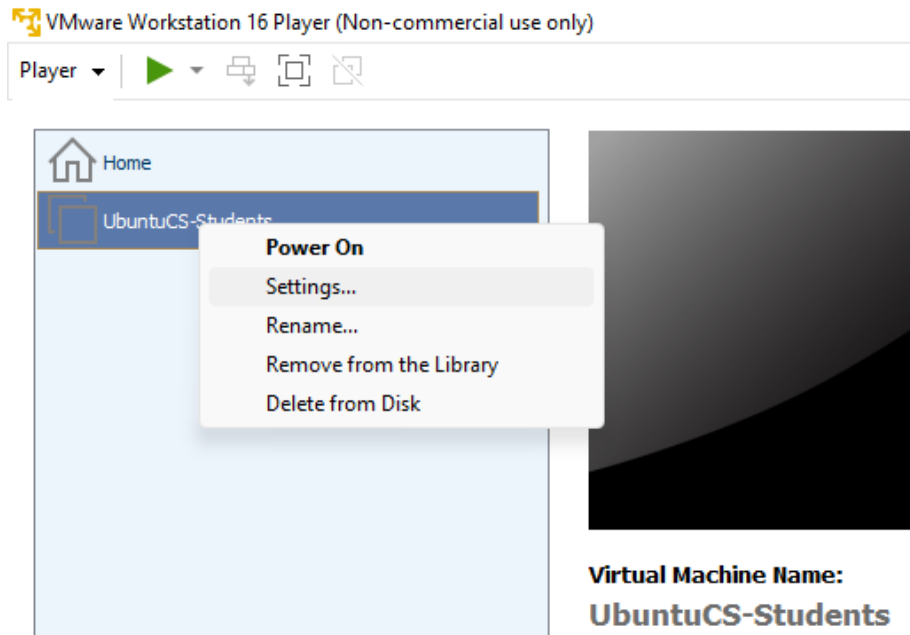 VMware Workstation 16 Player (Non-commercial use only)
Player
Home
UbuntuCS-Students
Power On
Settings...
Rename...
Remove from the Library
Delete from Disk
Virtual Machine Name:
UbuntuCS-Students